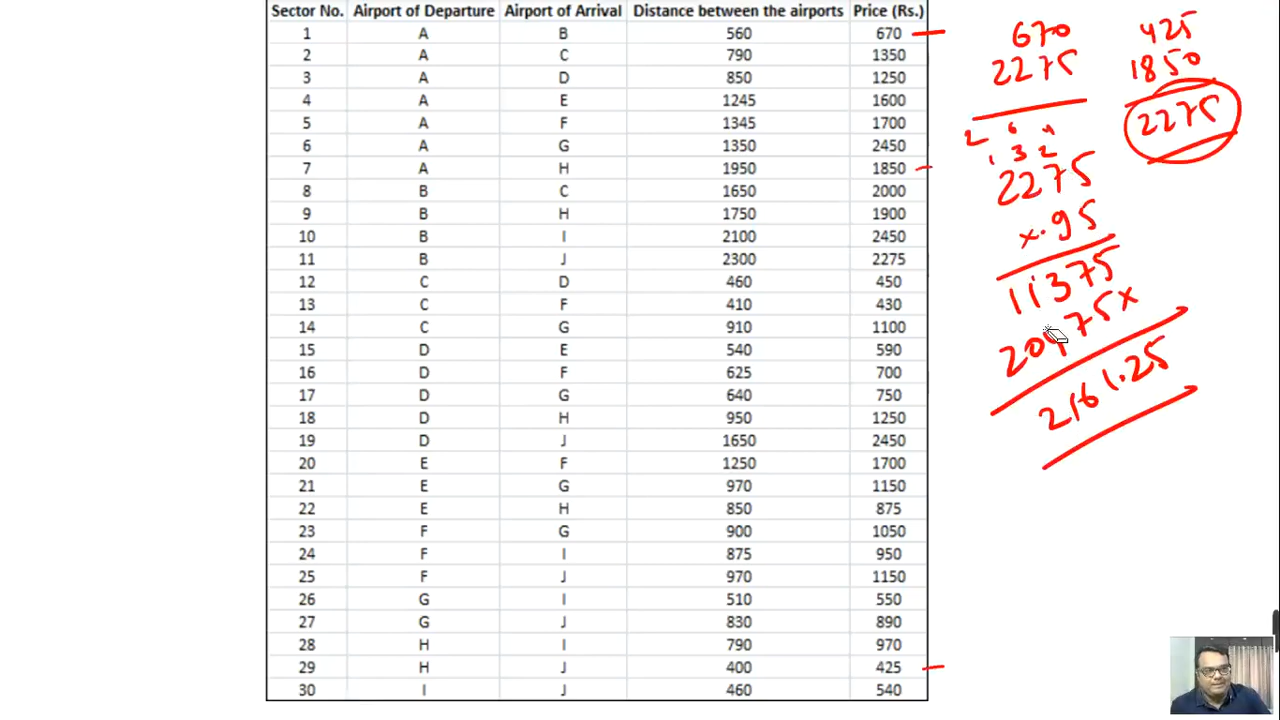 Sector No. Airport of Departure Airport of Arrival Distance between the airports Price (Rs.)
1 A B 560 670
2 A C 790 1350
3 A D 850 1250
4 A E 1245 1600
5 A F 1345 1700
6 A G 1350 2450
7 A H 1950 1850
8 B C 1650 2000
9 B H 1750 1900
10 B I 2100 2450
11 B J 2300 2275
12 C D 460 450
13 C F 410 430
14 C G 910 1100
15 D E 540 590
16 D F 625 700
17 D G 640 750
18 D H 950 1250
19 D J 1650 2450
20 E F 1250 1700
21 E G 970 1150
22 E H 850 875
23 F G 900 1050
24 F I 875 950
25 F J 970 1150
26 G I 510 550
27 G J 830 890
28 H I 790 970
29 H J 400 425
30 I J 460 540
670
2275
425
1850
2275
2 6 4
1 3 2
2275
x.95
11375
20475x
2161.25